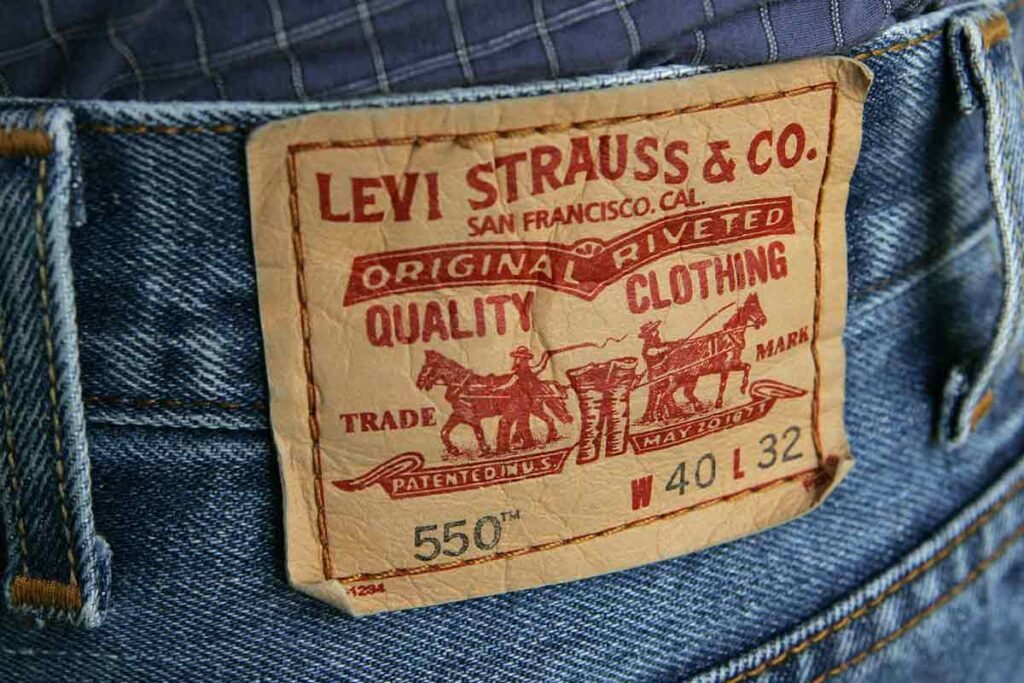 LEVI STRAUSS & CO.
SAN FRANCISCO. CAL.
ORIGINAL RIVETED
QUALITY CLOTHING
TRADE MARK
PATENTED IN U.S. MAY 20 1873
550™ W 40 L 32
1234